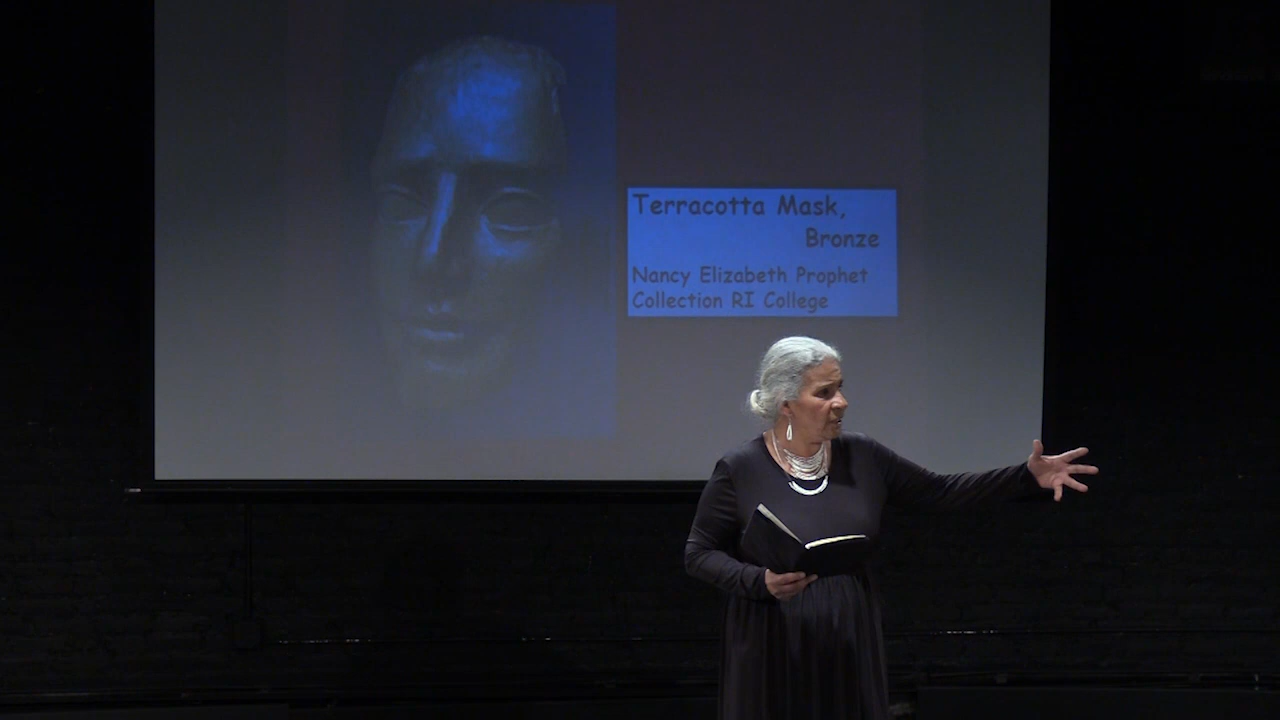 Terracotta Mask,
Bronze
Nancy Elizabeth Prophet
Collection RI College